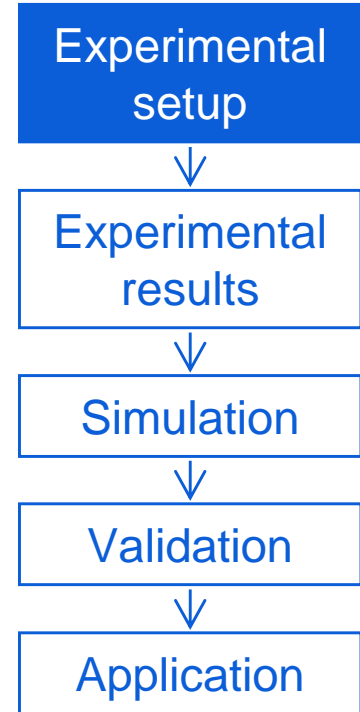 Experimental
setup
Experimental
results
Simulation
Validation
Application